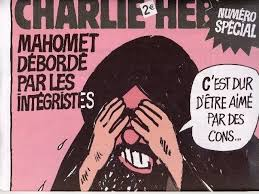 CHARLIE HEB
2€
NUMÉRO
SPÉCIAL
MAHOMET
DÉBORDÉ
PAR LES
INTÉGRISTES
C'EST DUR
D'ÊTRE AIMÉ
PAR DES
CONS...